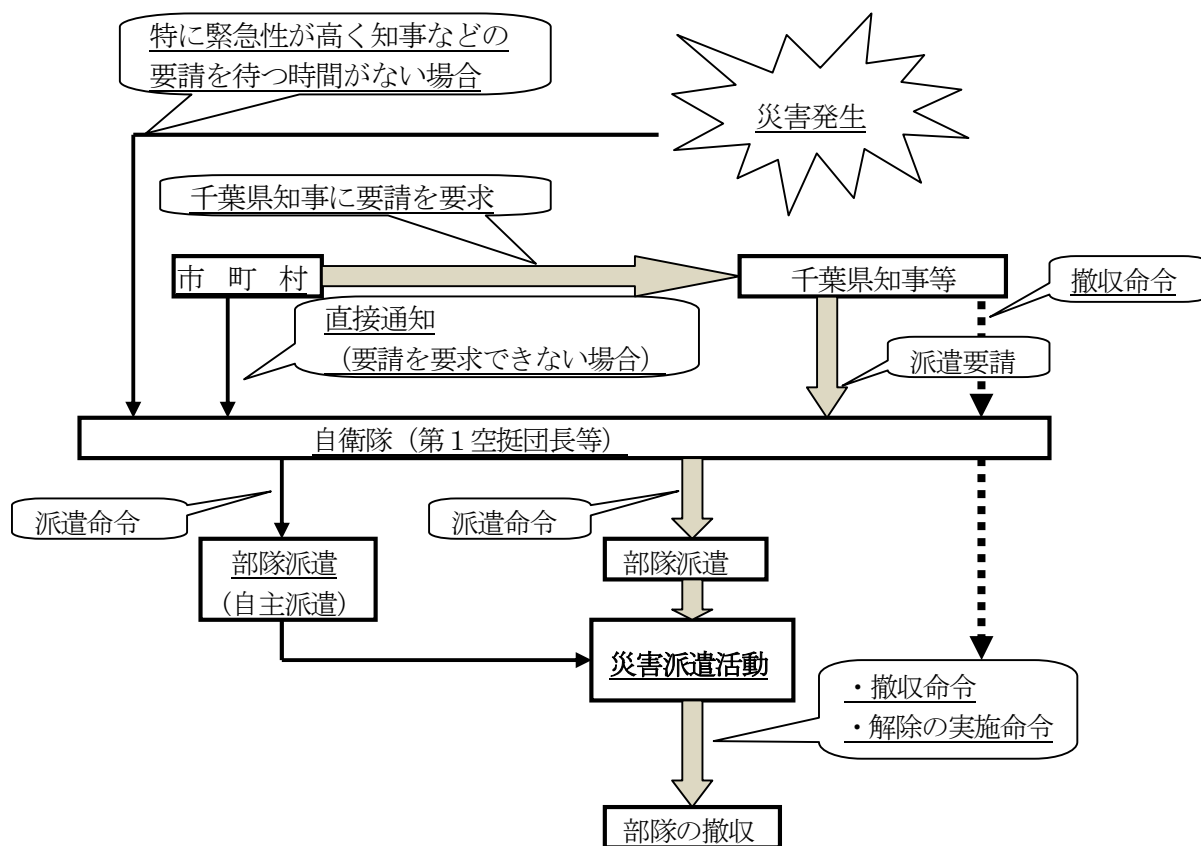 特に緊急性が高く知事などの
要請を待つ時間がない場合
災害発生
千葉県知事に要請を要求
市　町　村
千葉県知事等
撤収命令
直接通知
（要請を要求できない場合）
派遣要請
自衛隊（第１空挺団長等）
派遣命令
派遣命令
部隊派遣
（自主派遣）
部隊派遣
災害派遣活動
・撤収命令
・解除の実施命令
部隊の撤収